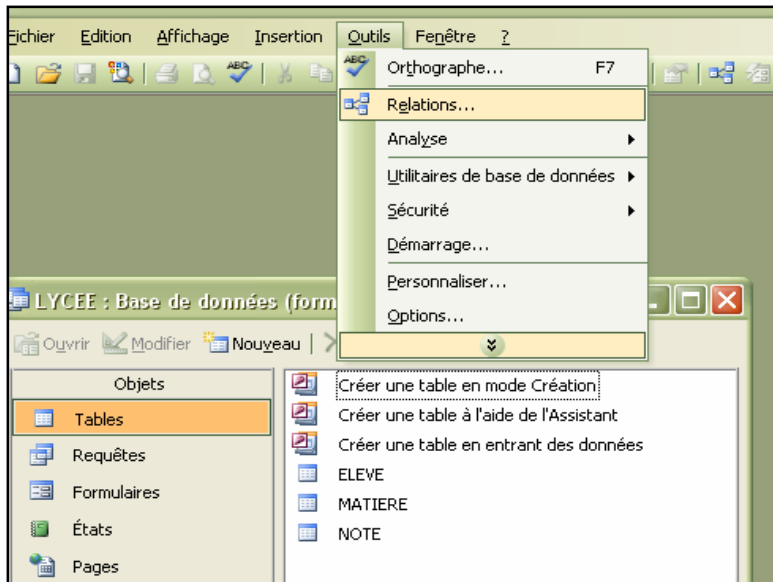 Fichier Edition Affichage Insertion Outils Fenêtre ?
Orthographe... F7
Relations...
Analyse
Utilitaires de base de données
Sécurité
Démarrage...
Personnaliser...
Options...
LYCEE : Base de données (form
Ouvrir Modifier Nouveau
Objets
Tables
Requêtes
Formulaires
États
Pages
Créer une table en mode Création
Créer une table à l'aide de l'Assistant
Créer une table en entrant des données
ELEVE
MATIERE
NOTE